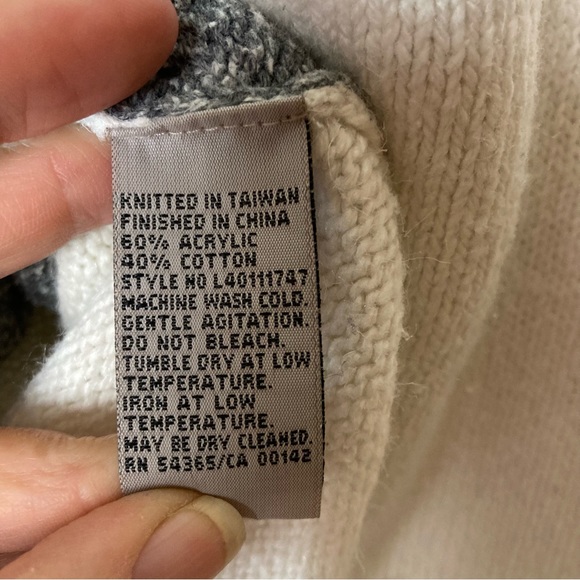 KNITTED IN TAIWAN
FINISHED IN CHINA
60% ACRYLIC
40% COTTON
STYLE NO L40111747
MACHINE WASH COLD.
GENTLE AGITATION.
DO NOT BLEACH.
TUMBLE DRY AT LOW
TEMPERATURE.
IRON AT LOW
TEMPERATURE.
MAY BE DRY CLEANED.
RN 54365/CA 00142